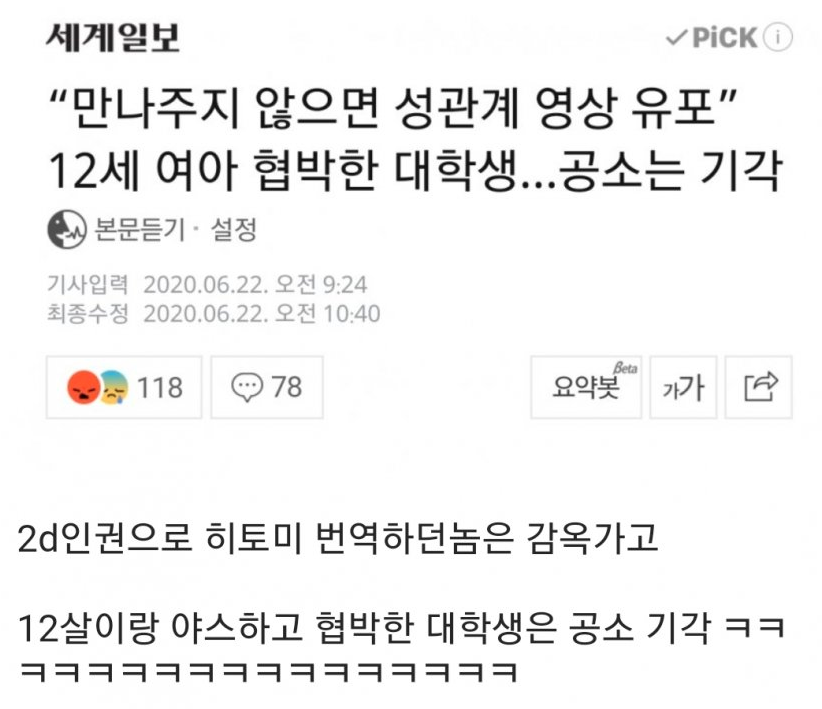 세계일보
✓PiCK i
“만나주지 않으면 성관계 영상 유포”
12세 여아 협박한 대학생...공소는 기각
본문듣기 · 설정
기사입력 2020.06.22. 오전 9:24
최종수정 2020.06.22. 오전 10:40
118 78 요약봇 Beta 가가
2d인권으로 히토미 번역하던놈은 감옥가고
12살이랑 야스하고 협박한 대학생은 공소 기각 ㅋㅋ
ㅋㅋㅋㅋㅋㅋㅋㅋㅋㅋㅋㅋㅋㅋㅋ